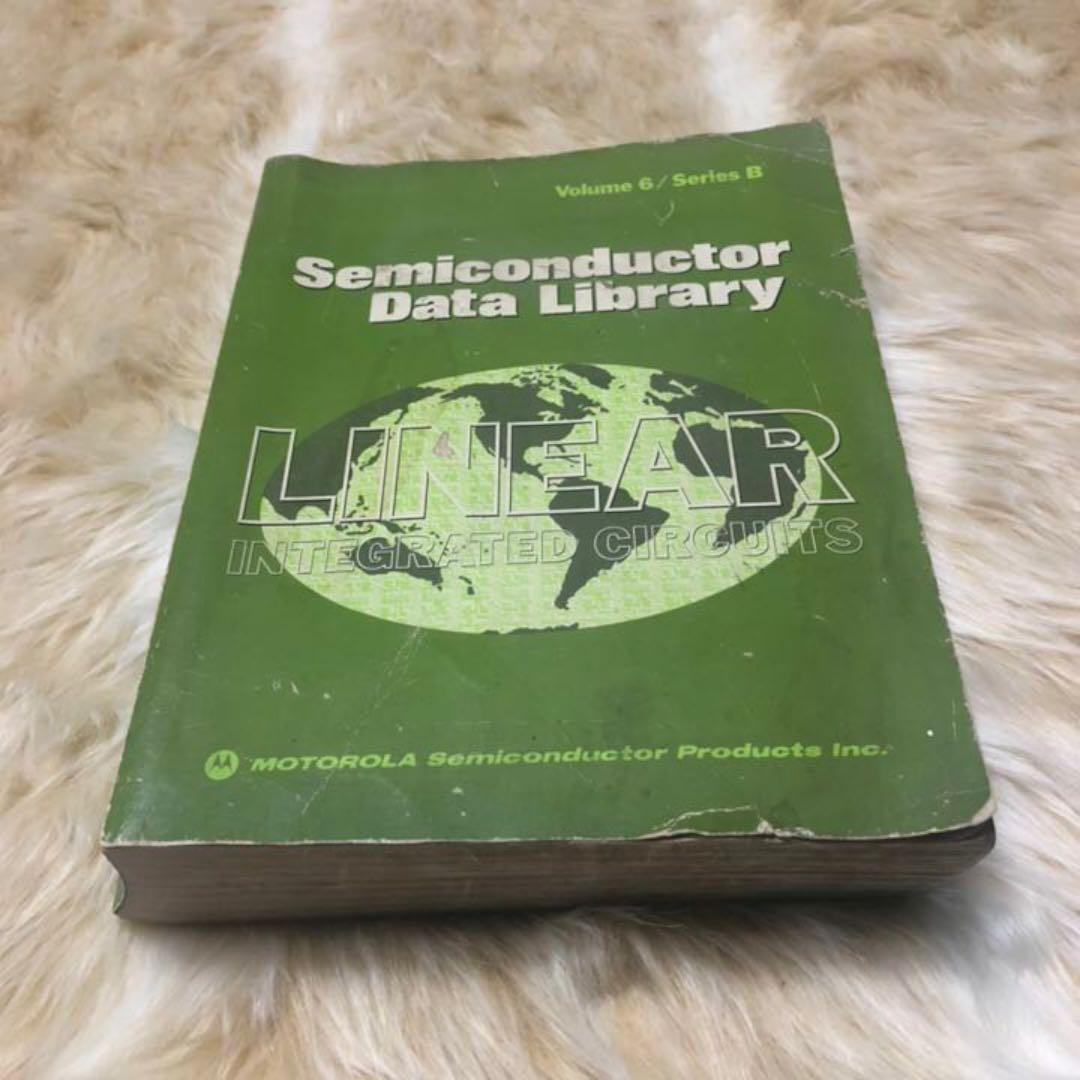 Volume 6/Series B
Semiconductor
Data Library
LINEAR
INTEGRATED CIRCUITS
MOTOROLA Semiconductor Products Inc.